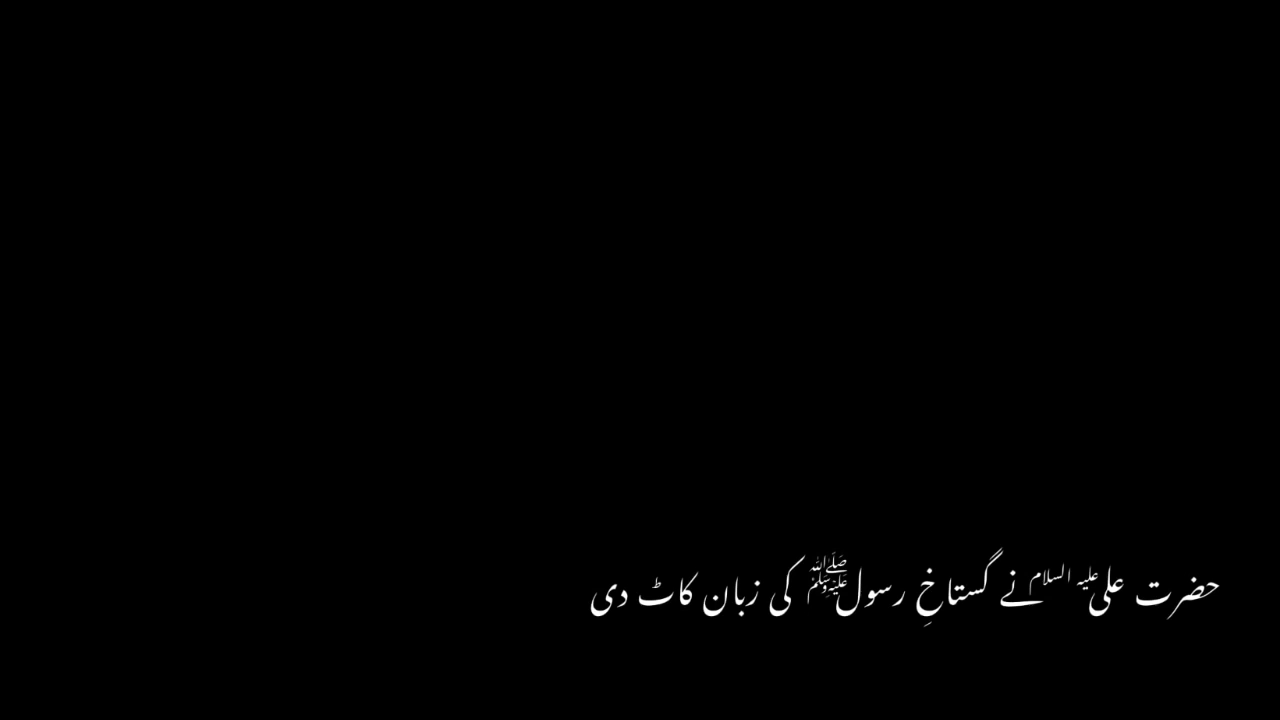 حضرت علی علیہ السلام نے گستاخِ رسول ﷺ کی زبان کاٹ دی